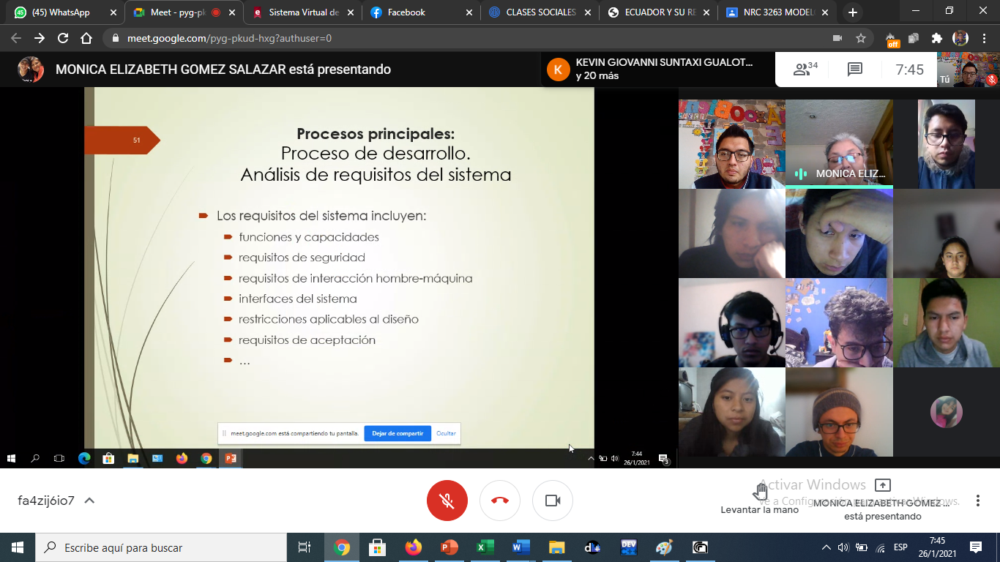 (45) WhatsApp
Meet - pyg-pk
Sistema Virtual de
Facebook
CLASES SOCIALES
ECUADOR Y SU RE
NRC 3263 MODEL
meet.google.com/pyg-pkud-hxg?authuser=0
off
MONICA ELIZABETH GOMEZ SALAZAR está presentando
K
KEVIN GIOVANNI SUNTAXI GUALOT...
y 20 más
34
7:45
Tú
51
Procesos principales:
Proceso de desarrollo.
Análisis de requisitos del sistema
Los requisitos del sistema incluyen:
funciones y capacidades
requisitos de seguridad
requisitos de interacción hombre-máquina
interfaces del sistema
restricciones aplicables al diseño
requisitos de aceptación
...
MONICA ELIZ...
meet.google.com está compartiendo tu pantalla.
Dejar de compartir
Ocultar
7:44
26/1/2021
3
fa4zij6io7
Levantar la mano
Activar Windows
Ve a Configuración para activar Windows.
MONICA ELIZABETH GOMEZ ...
está presentando
Escribe aquí para buscar
DEV
ESP
7:45
26/1/2021